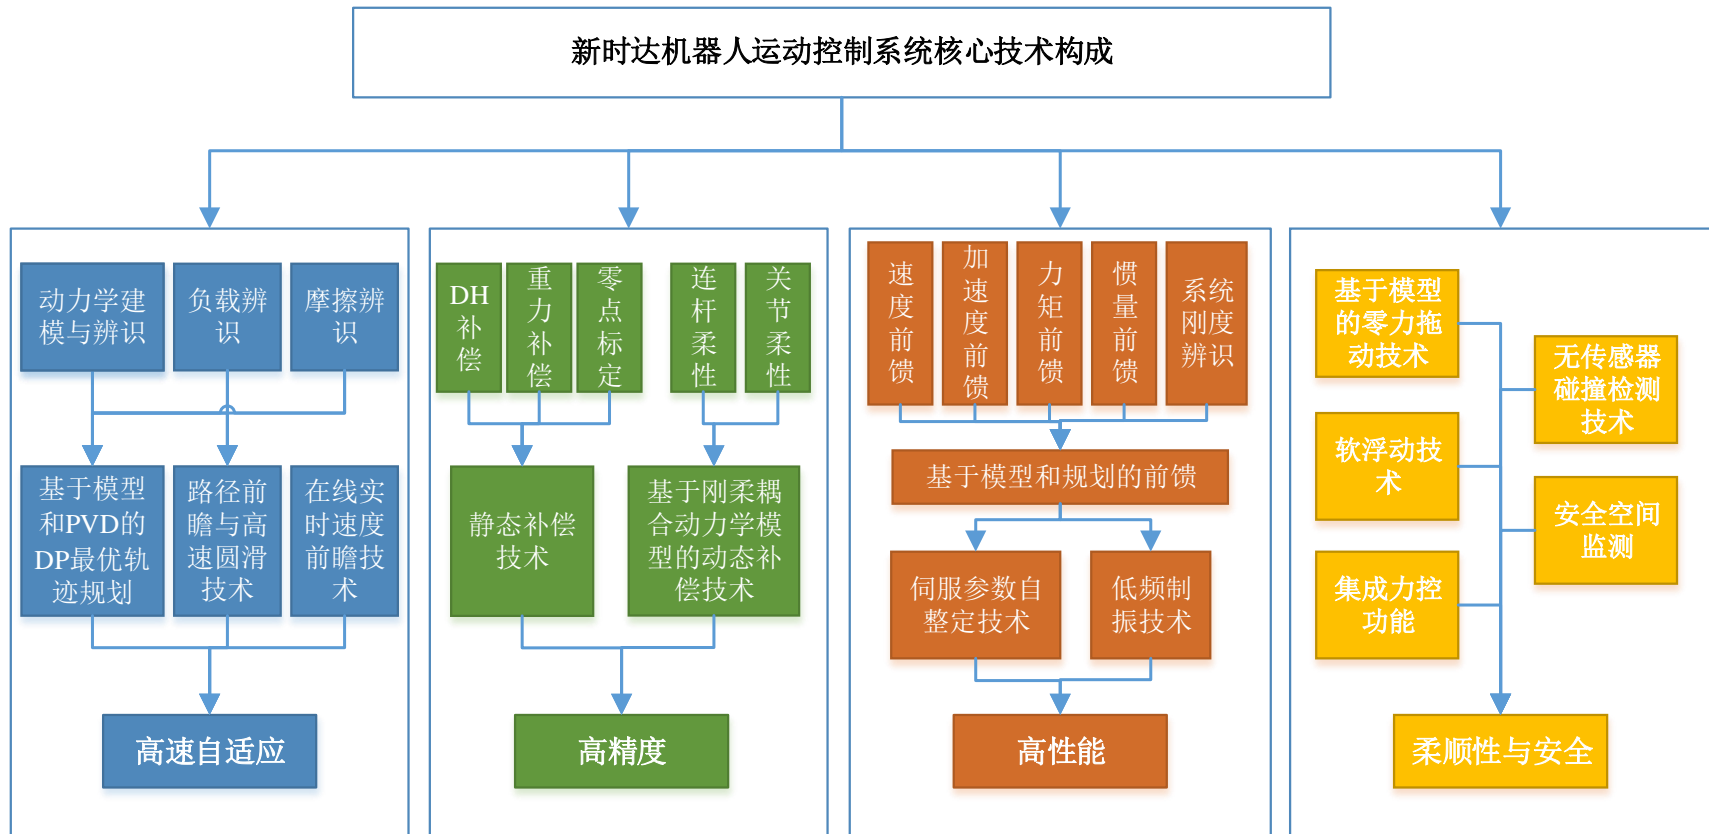 新时达机器人运动控制系统核心技术构成
动力学建
模与辨识
负载辨
识
摩擦辨
识
基于模型
和PVD的
DP最优轨
迹规划
路径前
瞻与高
速圆滑
技术
在线实
时速度
前瞻技
术
高速自适应
DH
补
偿
重
力
补
偿
零
点
标
定
连
杆
柔
性
关
节
柔
性
静态补偿
技术
基于刚柔耦
合动力学模
型的动态补
偿技术
高精度
速
度
前
馈
加
速
度
前
馈
力
矩
前
馈
惯
量
前
馈
系统
刚度
辨识
基于模型和规划的前馈
伺服参数自
整定技术
低频制
振技术
高性能
基于模型
的零力拖
动技术
无传感器
碰撞检测
技术
软浮动技
术
安全空间
监测
集成力控
功能
柔顺性与安全